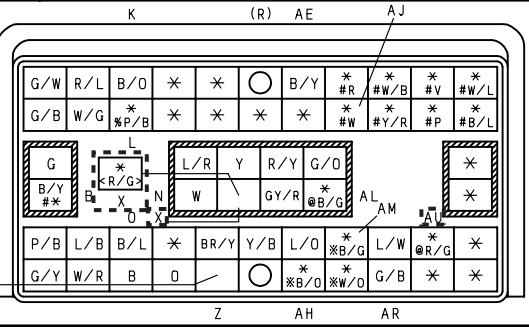 K (R) AE AJ
G/W R/L B/O * * B/Y * * * *
#R #W/B #V #W/L
G/B W/G * * * * * * * * *
%P/B #W #Y/R #P #B/L
L
G * L/R Y R/Y G/O *
<R/G>
B/Y B X N W GY/R * AL *
#* @B/G
O X AM AU
P/B L/B B/L * BR/Y Y/B L/O * L/W *
※B/G @R/G
G/Y W/R B O * * G/B * *
※B/O ※W/O
Z AH AR